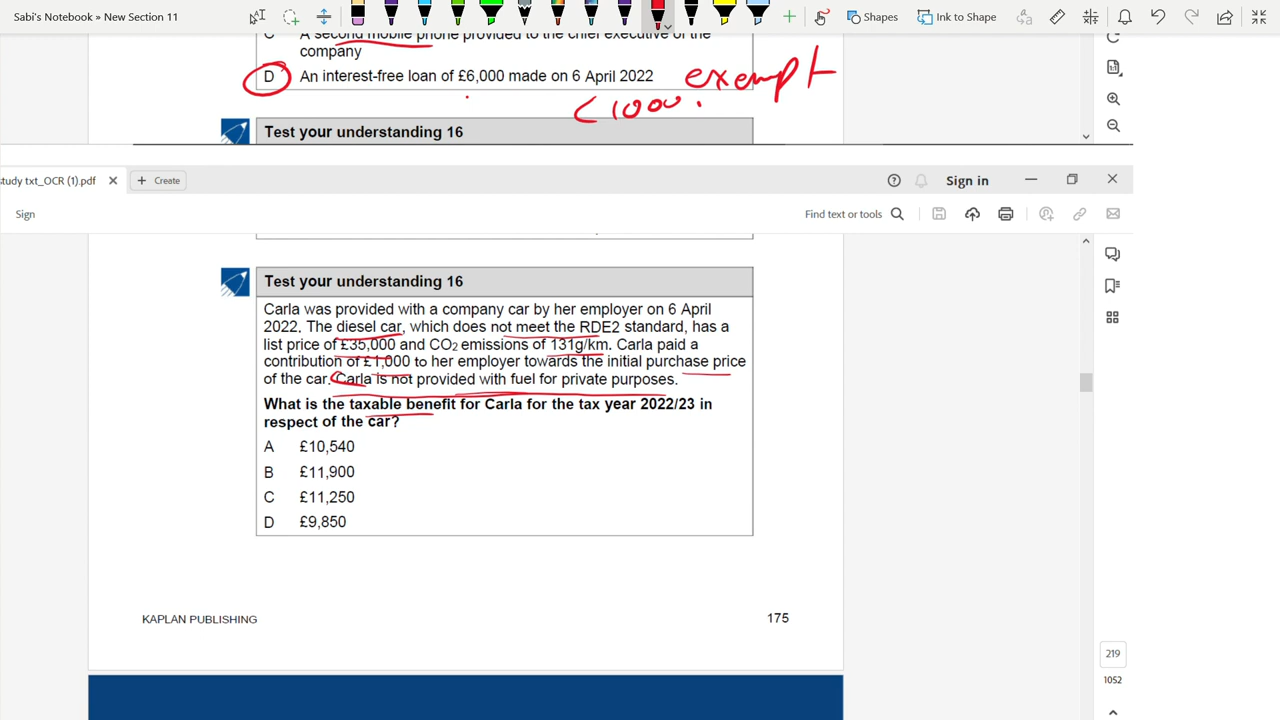 Sabi's Notebook » New Section 11
Shapes
Ink to Shape
C A second mobile phone provided to the chief executive of the
company
D An interest-free loan of £6,000 made on 6 April 2022
exempt
< 1000.
Test your understanding 16
study txt_OCR (1).pdf
Create
Sign in
Sign
Find text or tools
Test your understanding 16
Carla was provided with a company car by her employer on 6 April
2022. The diesel car, which does not meet the RDE2 standard, has a
list price of £35,000 and CO2 emissions of 131g/km. Carla paid a
contribution of £1,000 to her employer towards the initial purchase price
of the car. Carla is not provided with fuel for private purposes.
What is the taxable benefit for Carla for the tax year 2022/23 in
respect of the car?
A £10,540
B £11,900
C £11,250
D £9,850
KAPLAN PUBLISHING
175
219
1052